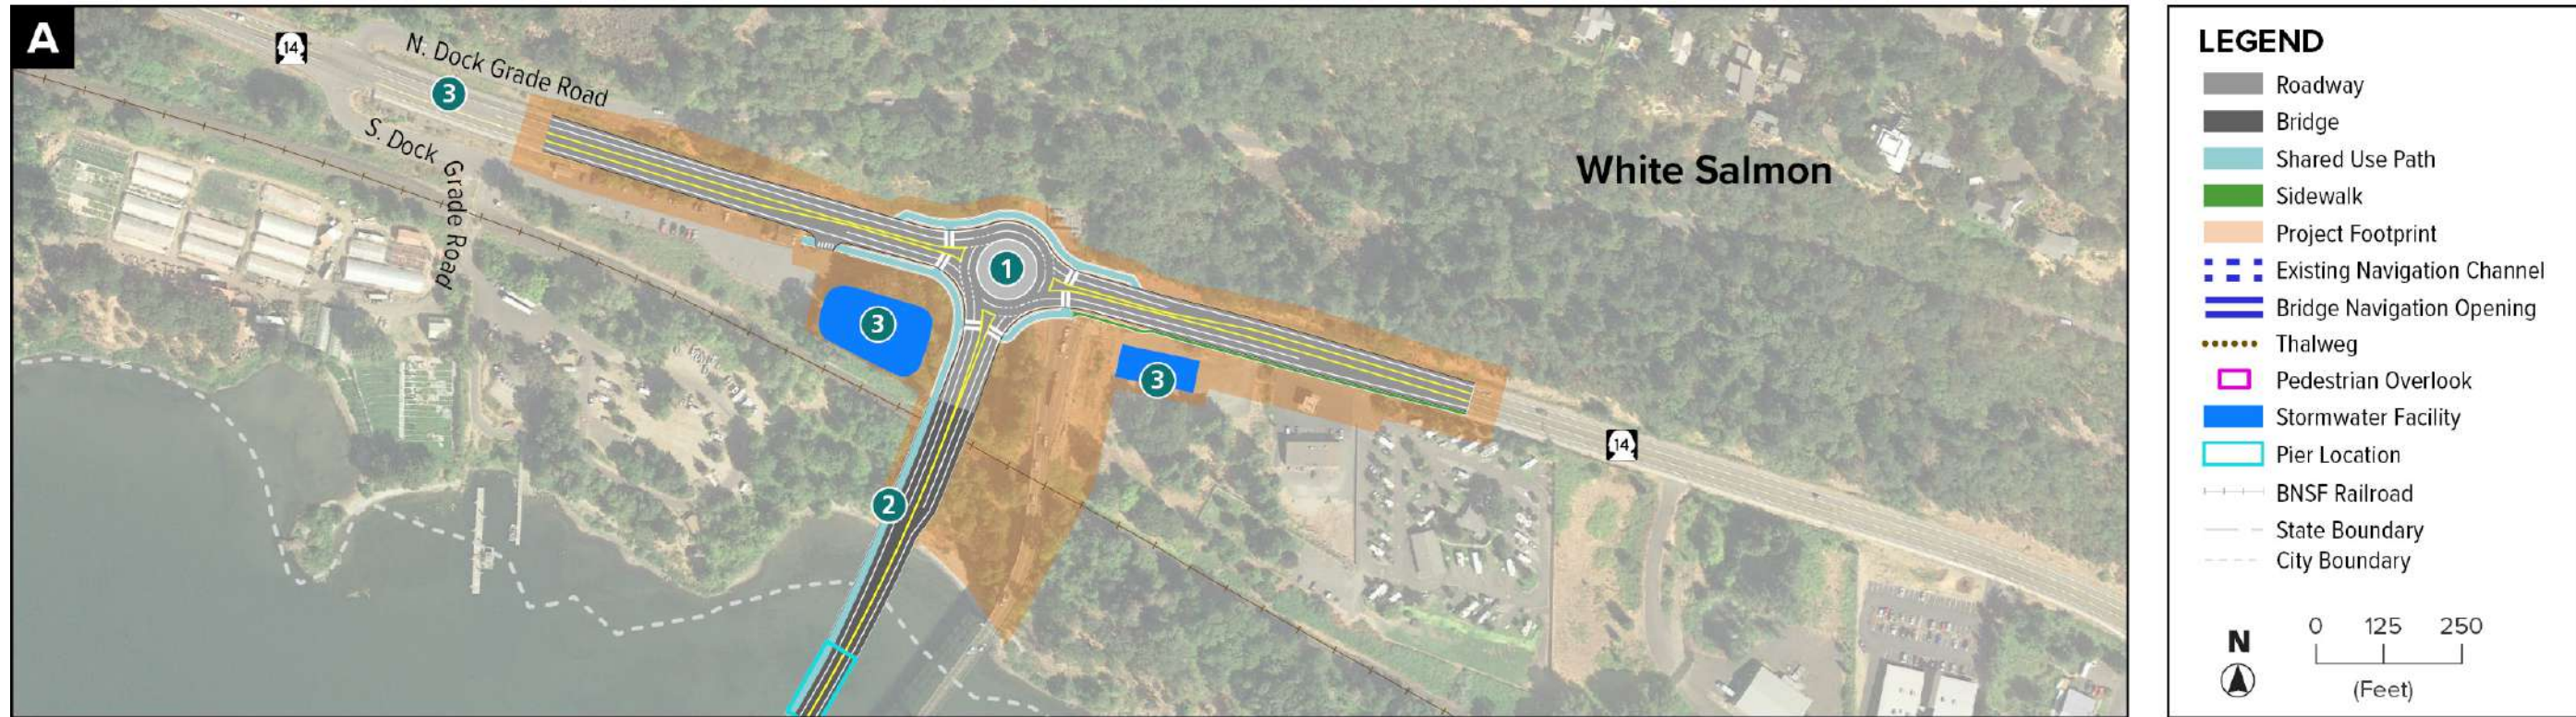 A
14
N. Dock Grade Road
3
S. Dock Grade Road
White Salmon
1
3
3
14
2
LEGEND
Roadway
Bridge
Shared Use Path
Sidewalk
Project Footprint
Existing Navigation Channel
Bridge Navigation Opening
Thalweg
Pedestrian Overlook
Stormwater Facility
Pier Location
BNSF Railroad
State Boundary
City Boundary
N
0 125 250
(Feet)